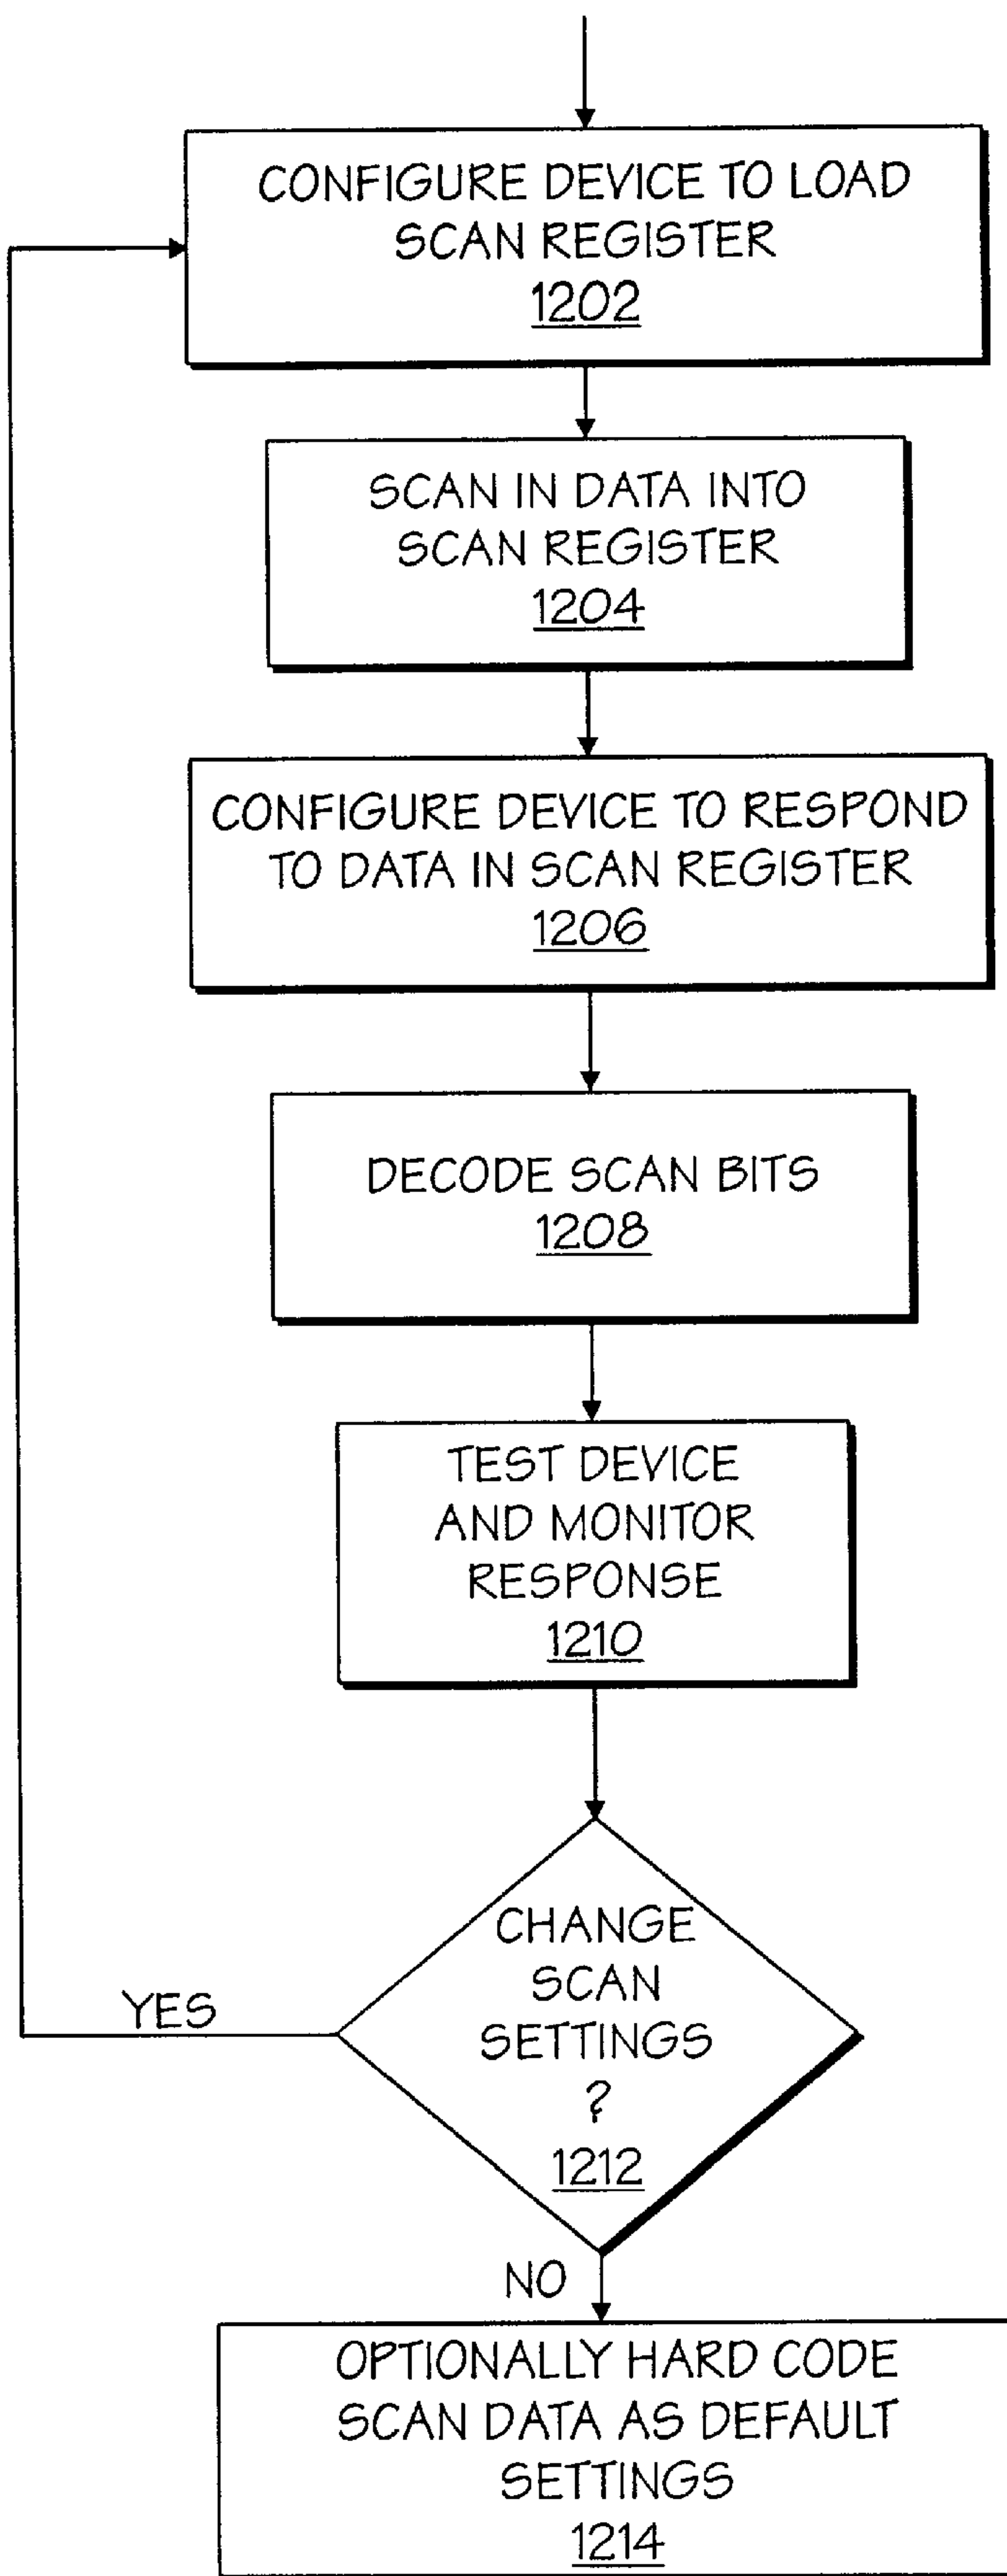 CONFIGURE DEVICE TO LOAD
SCAN REGISTER
1202
SCAN IN DATA INTO
SCAN REGISTER
1204
CONFIGURE DEVICE TO RESPOND
TO DATA IN SCAN REGISTER
1206
DECODE SCAN BITS
1208
TEST DEVICE
AND MONITOR
RESPONSE
1210
CHANGE
SCAN
SETTINGS
?
1212
YES
NO
OPTIONALLY HARD CODE
SCAN DATA AS DEFAULT
SETTINGS
1214